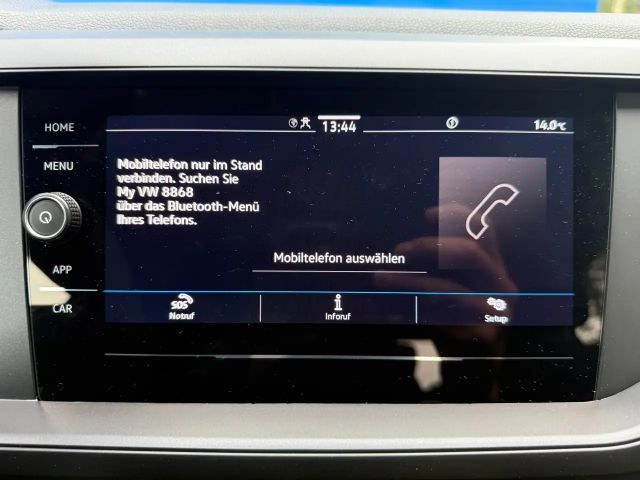 HOME
MENU
APP
CAR
13:44
14.0°C
Mobiltelefon nur im Stand
verbinden. Suchen Sie
My VW 8868
über das Bluetooth-Menü
Ihres Telefons.
Mobiltelefon auswählen
SOS
Notruf
Inforuf
Setup